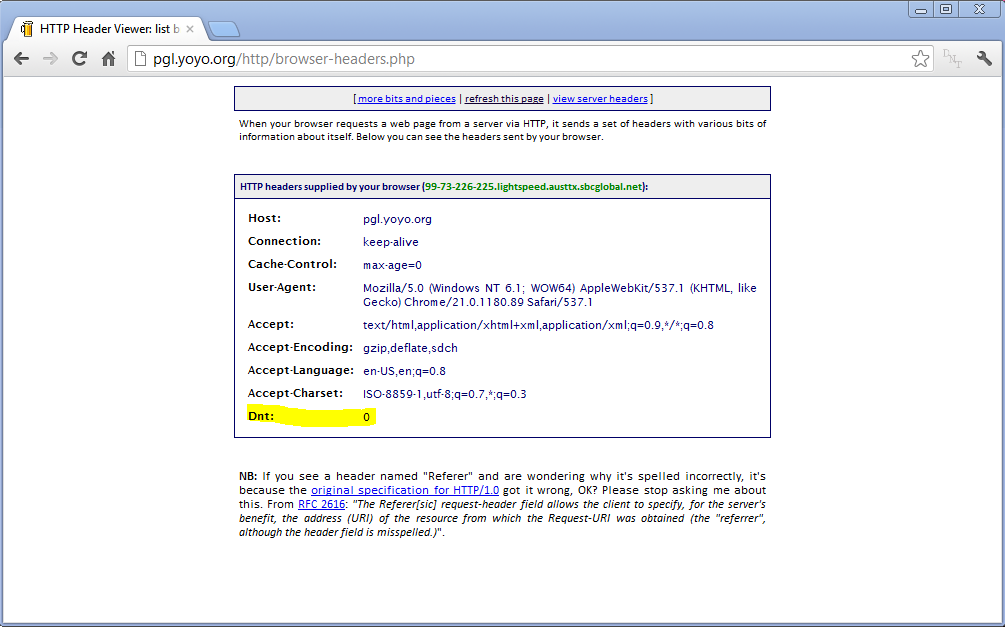 HTTP Header Viewer: list b
pgl.yoyo.org/http/browser-headers.php
DNT
[ more bits and pieces | refresh this page | view server headers ]
When your browser requests a web page from a server via HTTP, it sends a set of headers with various bits of
information about itself. Below you can see the headers sent by your browser.
HTTP headers supplied by your browser (99-73-226-225.lightspeed.austtx.sbcglobal.net):
Host: pgl.yoyo.org
Connection: keep-alive
Cache-Control: max-age=0
User-Agent: Mozilla/5.0 (Windows NT 6.1; WOW64) AppleWebKit/537.1 (KHTML, like
Gecko) Chrome/21.0.1180.89 Safari/537.1
Accept: text/html,application/xhtml+xml,application/xml;q=0.9,*/*;q=0.8
Accept-Encoding: gzip,deflate,sdch
Accept-Language: en-US,en;q=0.8
Accept-Charset: ISO-8859-1,utf-8;q=0.7,*;q=0.3
Dnt: 0
NB: If you see a header named "Referer" and are wondering why it's spelled incorrectly, it's
because the original specification for HTTP/1.0 got it wrong, OK? Please stop asking me about
this. From RFC 2616: "The Referer[sic] request-header field allows the client to specify, for the server's
benefit, the address (URI) of the resource from which the Request-URI was obtained (the "referrer",
although the header field is misspelled.)".